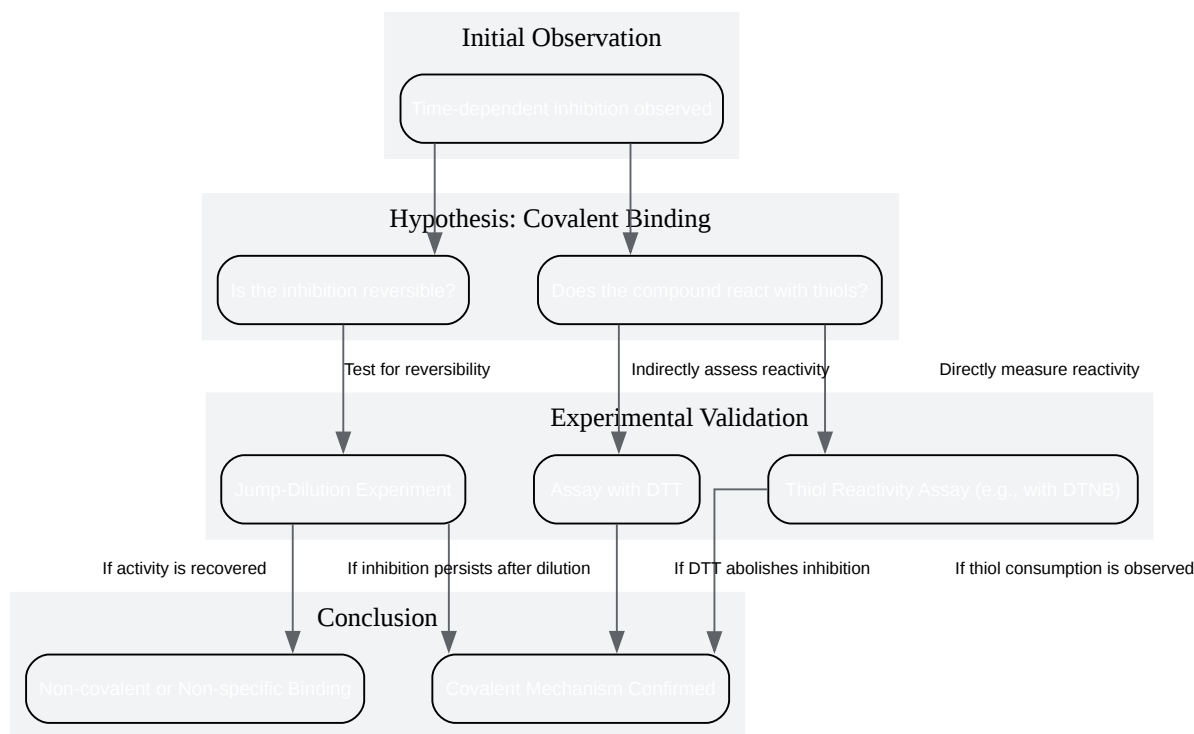 Initial Observation
Time-dependent inhibition observed
Hypothesis: Covalent Binding
Is the inhibition reversible?
Does the compound react with thiols?
Test for reversibility
Indirectly assess reactivity
Directly measure reactivity
Experimental Validation
Jump-Dilution Experiment
Assay with DTT
Thiol Reactivity Assay (e.g., with DTNB)
If activity is recovered
If inhibition persists after dilution
If DTT abolishes inhibition
If thiol consumption is observed
Conclusion
Non-covalent or Non-specific Binding
Covalent Mechanism Confirmed